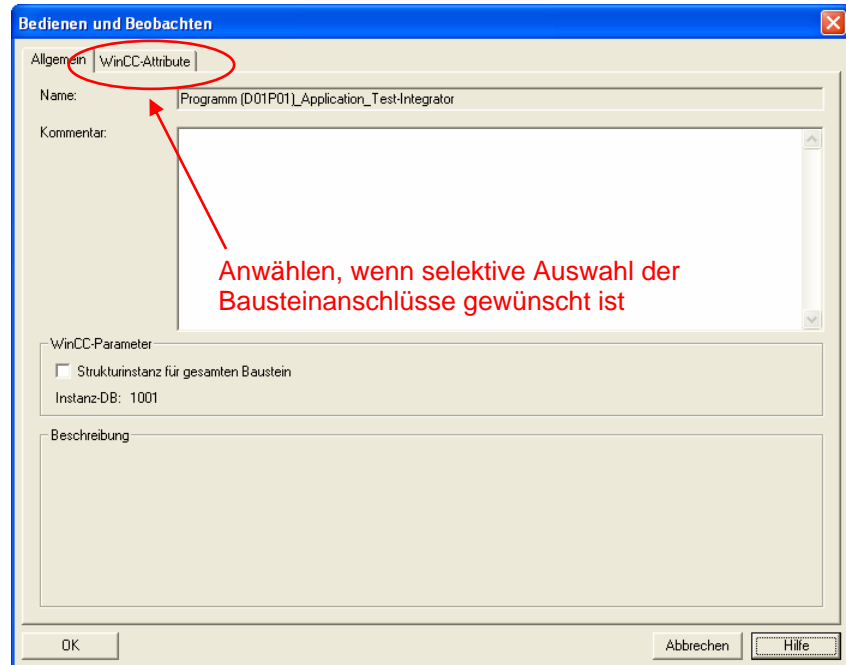 Bedienen und Beobachten
Allgemein
WinCC-Attribute
Name:
Programm (D01P01)_Application_Test-Integrator
Kommentar:
Anwählen, wenn selektive Auswahl der
Bausteinanschlüsse gewünscht ist
WinCC-Parameter
Strukturinstanz für gesamten Baustein
Instanz-DB: 1001
Beschreibung
OK
Abbrechen
Hilfe